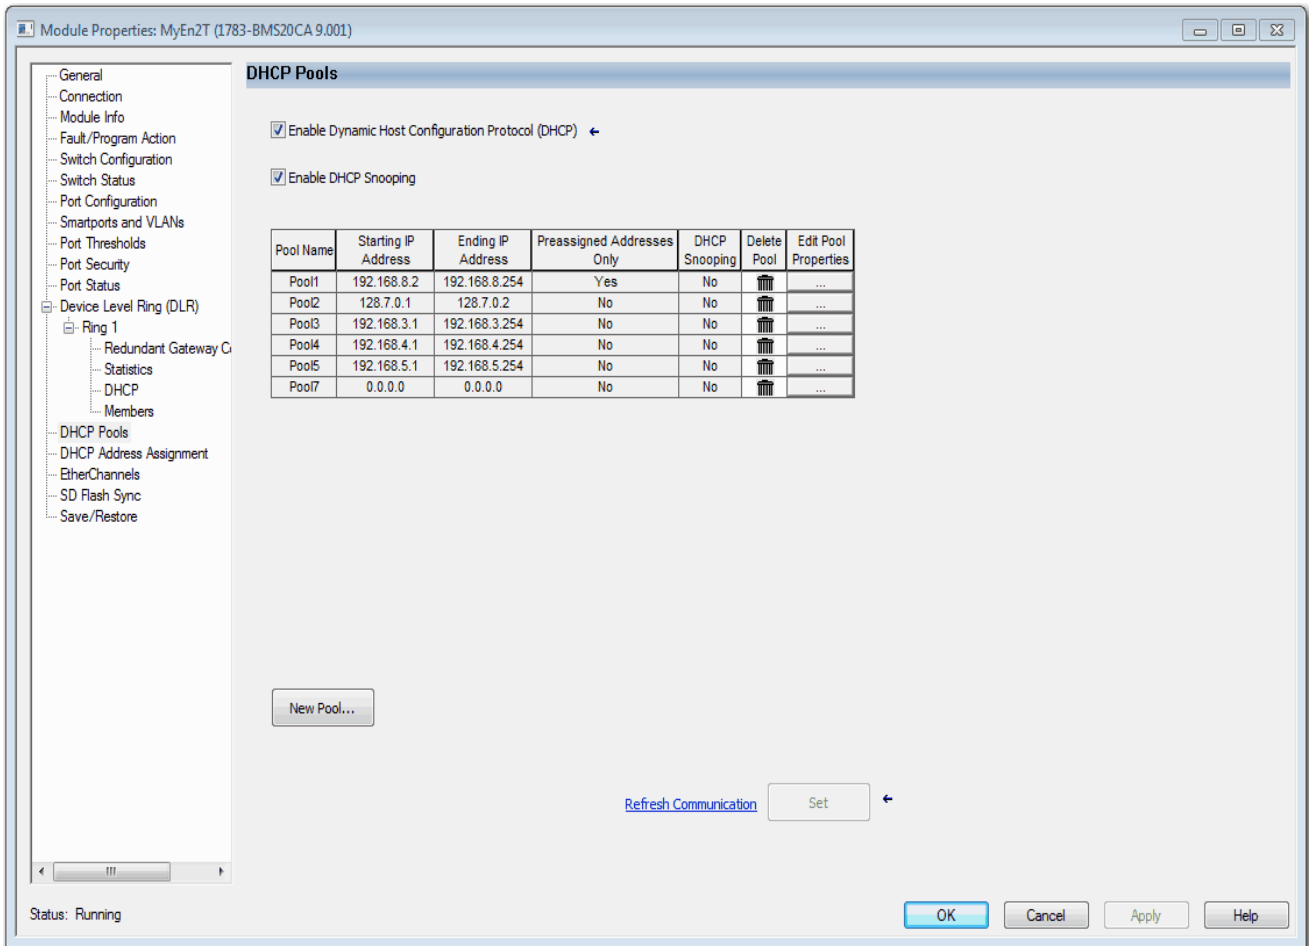 Module Properties: MyEn2T (1783-BMS20CA 9.001)
General
Connection
Module Info
Fault/Program Action
Switch Configuration
Switch Status
Port Configuration
Smartports and VLANs
Port Thresholds
Port Security
Port Status
Device Level Ring (DLR)
Ring 1
Redundant Gateway Co
Statistics
DHCP
Members
DHCP Pools
DHCP Address Assignment
EtherChannels
SD Flash Sync
Save/Restore
DHCP Pools
Enable Dynamic Host Configuration Protocol (DHCP)
Enable DHCP Snooping
Pool Name Starting IP Address Ending IP Address Preassigned Addresses Only DHCP Snooping Delete Pool Edit Pool Properties
Pool1 192.168.8.2 192.168.8.254 Yes No ...
Pool2 128.7.0.1 128.7.0.2 No No ...
Pool3 192.168.3.1 192.168.3.254 No No ...
Pool4 192.168.4.1 192.168.4.254 No No ...
Pool5 192.168.5.1 192.168.5.254 No No ...
Pool7 0.0.0.0 0.0.0.0 No No ...
New Pool...
Refresh Communication Set
Status: Running OK Cancel Apply Help